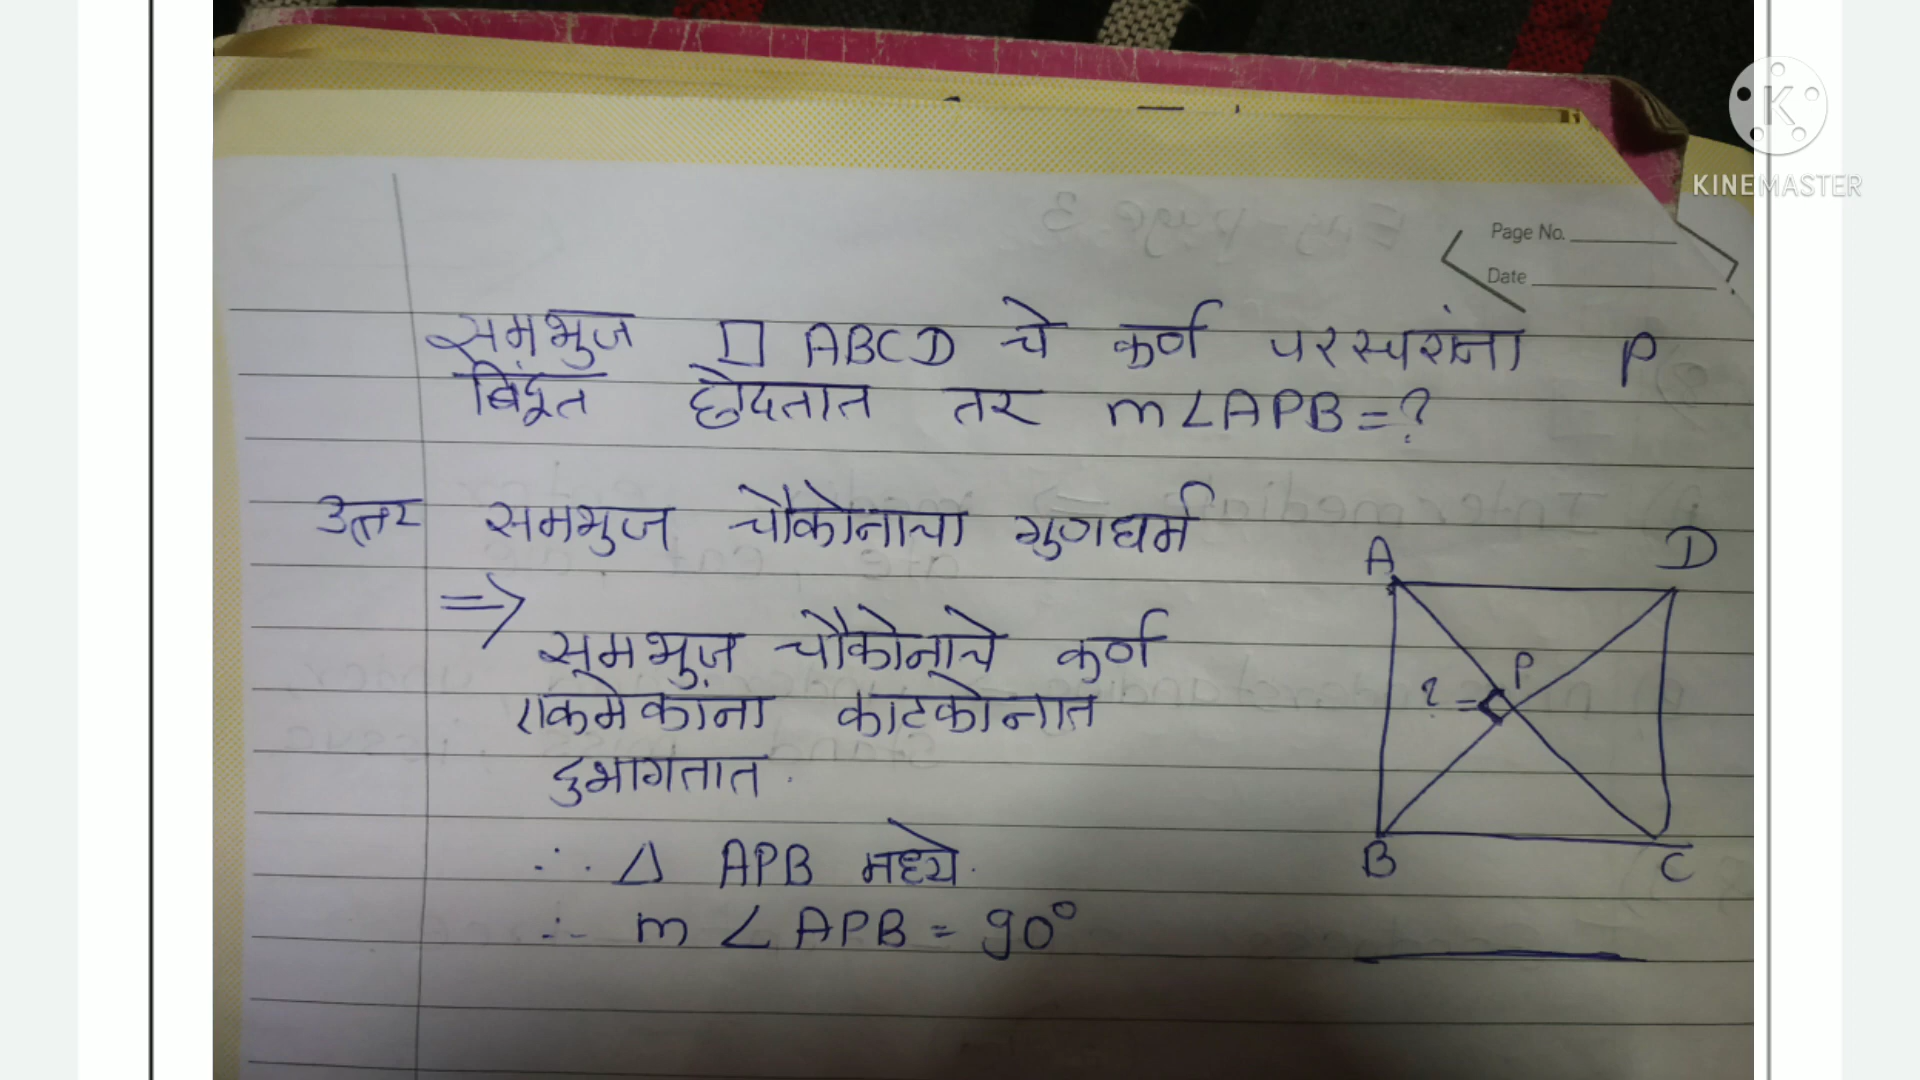 KINEMASTER
Page No.
Date
समभुज □ ABCD चे कर्ण परस्परांना P
बिंदूत छेदतात तर m∠APB=?
उत्तर समभुज चौकोनाचा गुणधर्म
⇒
समभुज चौकोनाचे कर्ण
एकमेकांना काटकोनात
दुभागतात.
∴ Δ APB मध्ये.
∴ m ∠ APB = 90°
A D
P
?=
B C